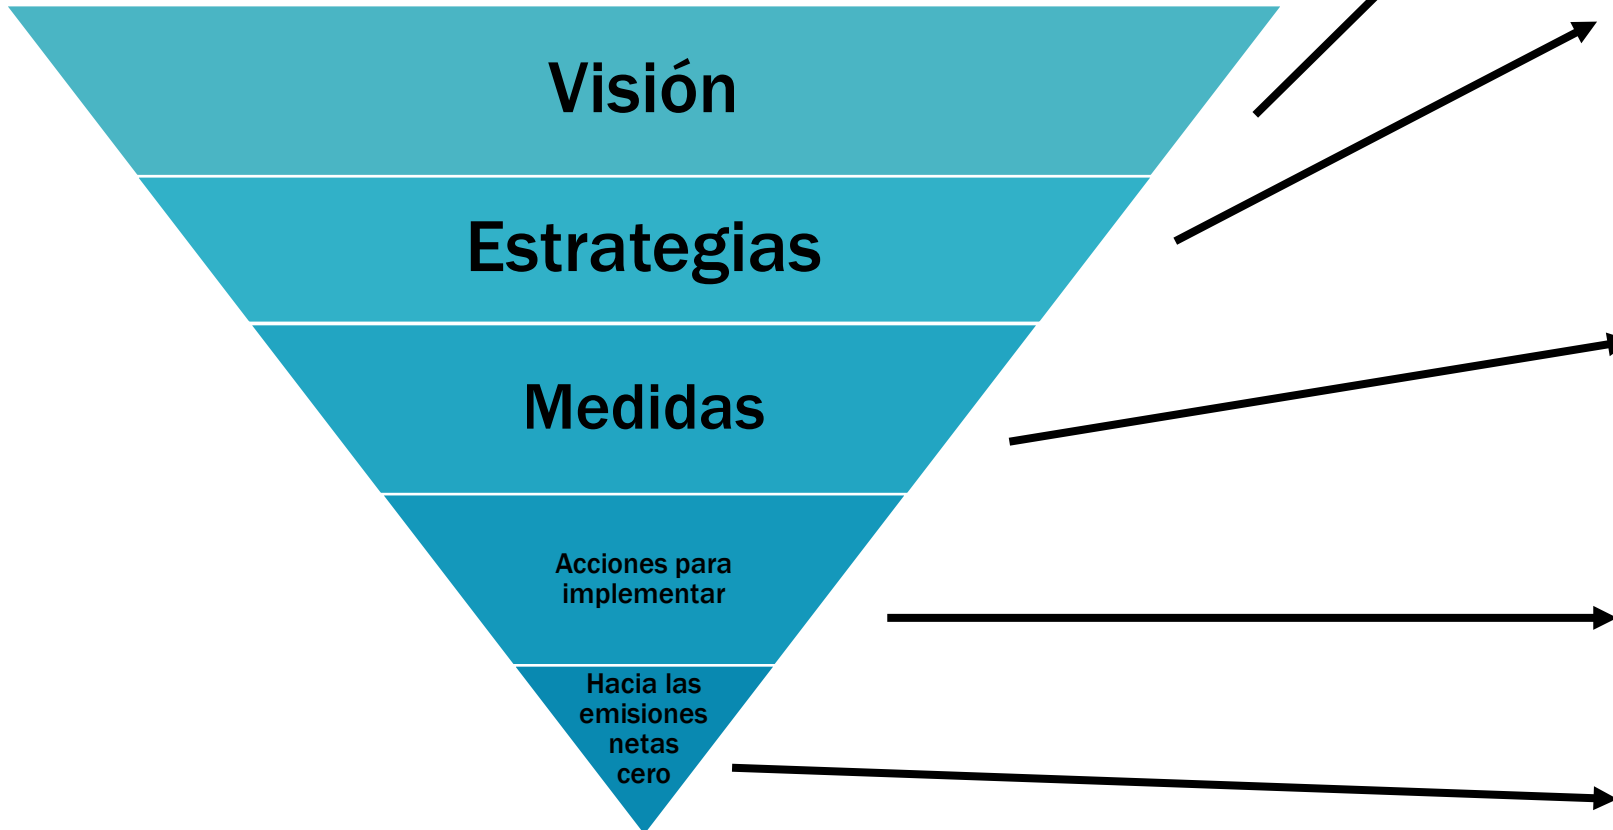 Visión
Estrategias
Medidas
Acciones para
implementar
Hacia las
emisiones
netas
cero